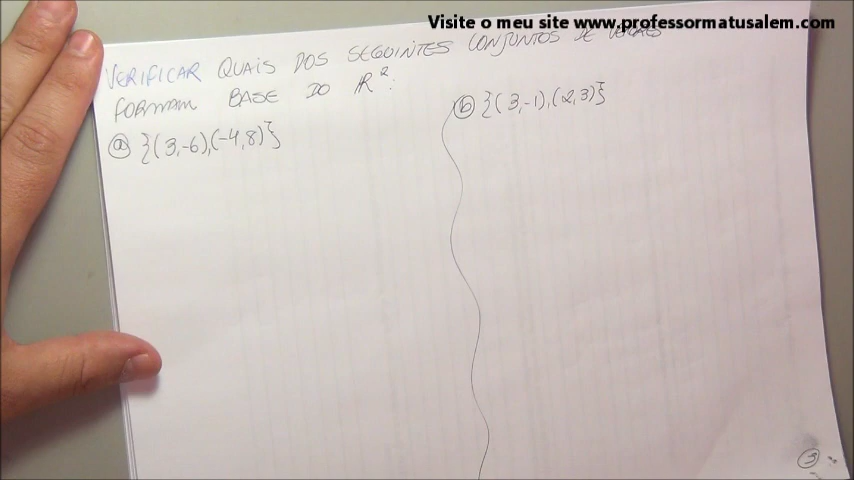 Visite o meu site www.professormatusalem.com
VERIFICAR QUAIS DOS SEGUINTES CONJUNTOS DE
FORMAM BASE DO R².
a {(3,-6),(-4,8)}
b {(3,-1),(2,3)}
3